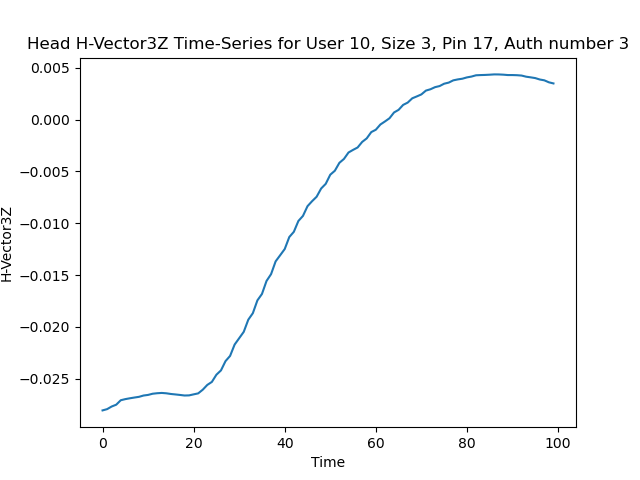 Head H-Vector3Z Time-Series for User 10, Size 3, Pin 17, Auth number 3
0.005
0.000
−0.005
−0.010
−0.015
−0.020
−0.025
H-Vector3Z
0 20 40 60 80 100
Time